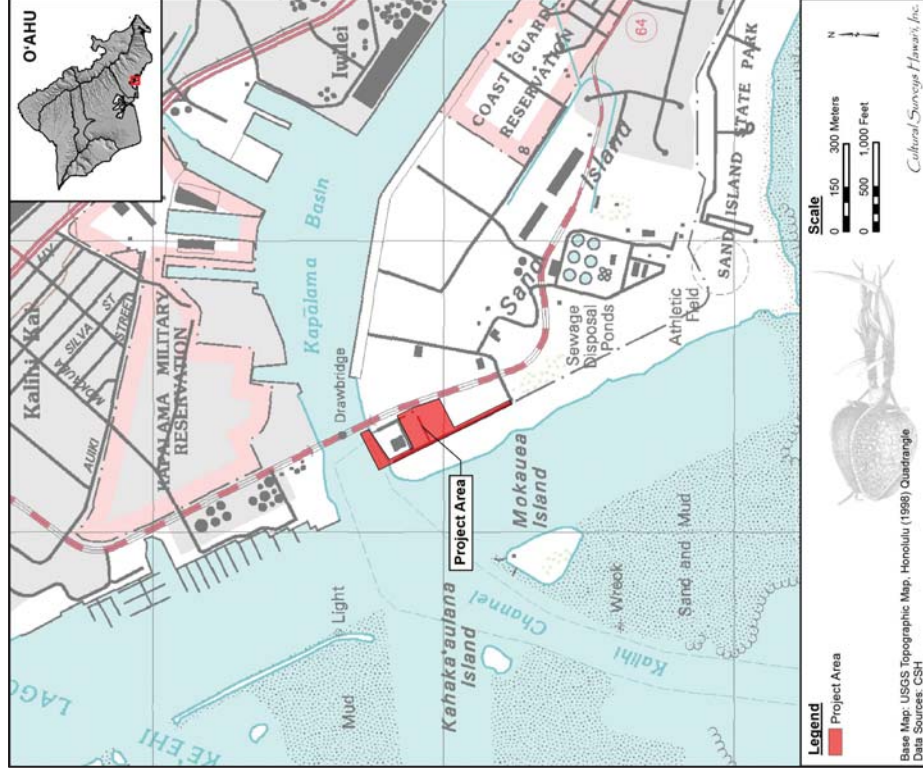 O'AHU
Kalihi Kai
SILVA ST
MOKAUEA
STREET
AUIKI
KAPALAMA MILITARY
RESERVATION
Iwilei
Kapālama Basin
COAST GUARD
RESERVATION
64
8
Drawbridge
Sand Island
SAND ISLAND STATE PARK
Sewage
Disposal
Ponds
Athletic
Field
Project Area
Mokauea
Island
Kahaka'aulana
Island
Kalihi Channel
Wreck
Sand and Mud
Light
Mud
KE'EHI LAGO
Legend
Project Area
Base Map: USGS Topographic Map, Honolulu (1998) Quadrangle
Data Sources: CSH
Scale
0 150 300 Meters
0 500 1,000 Feet
N
Cultural Surveys Hawai'i, Inc.